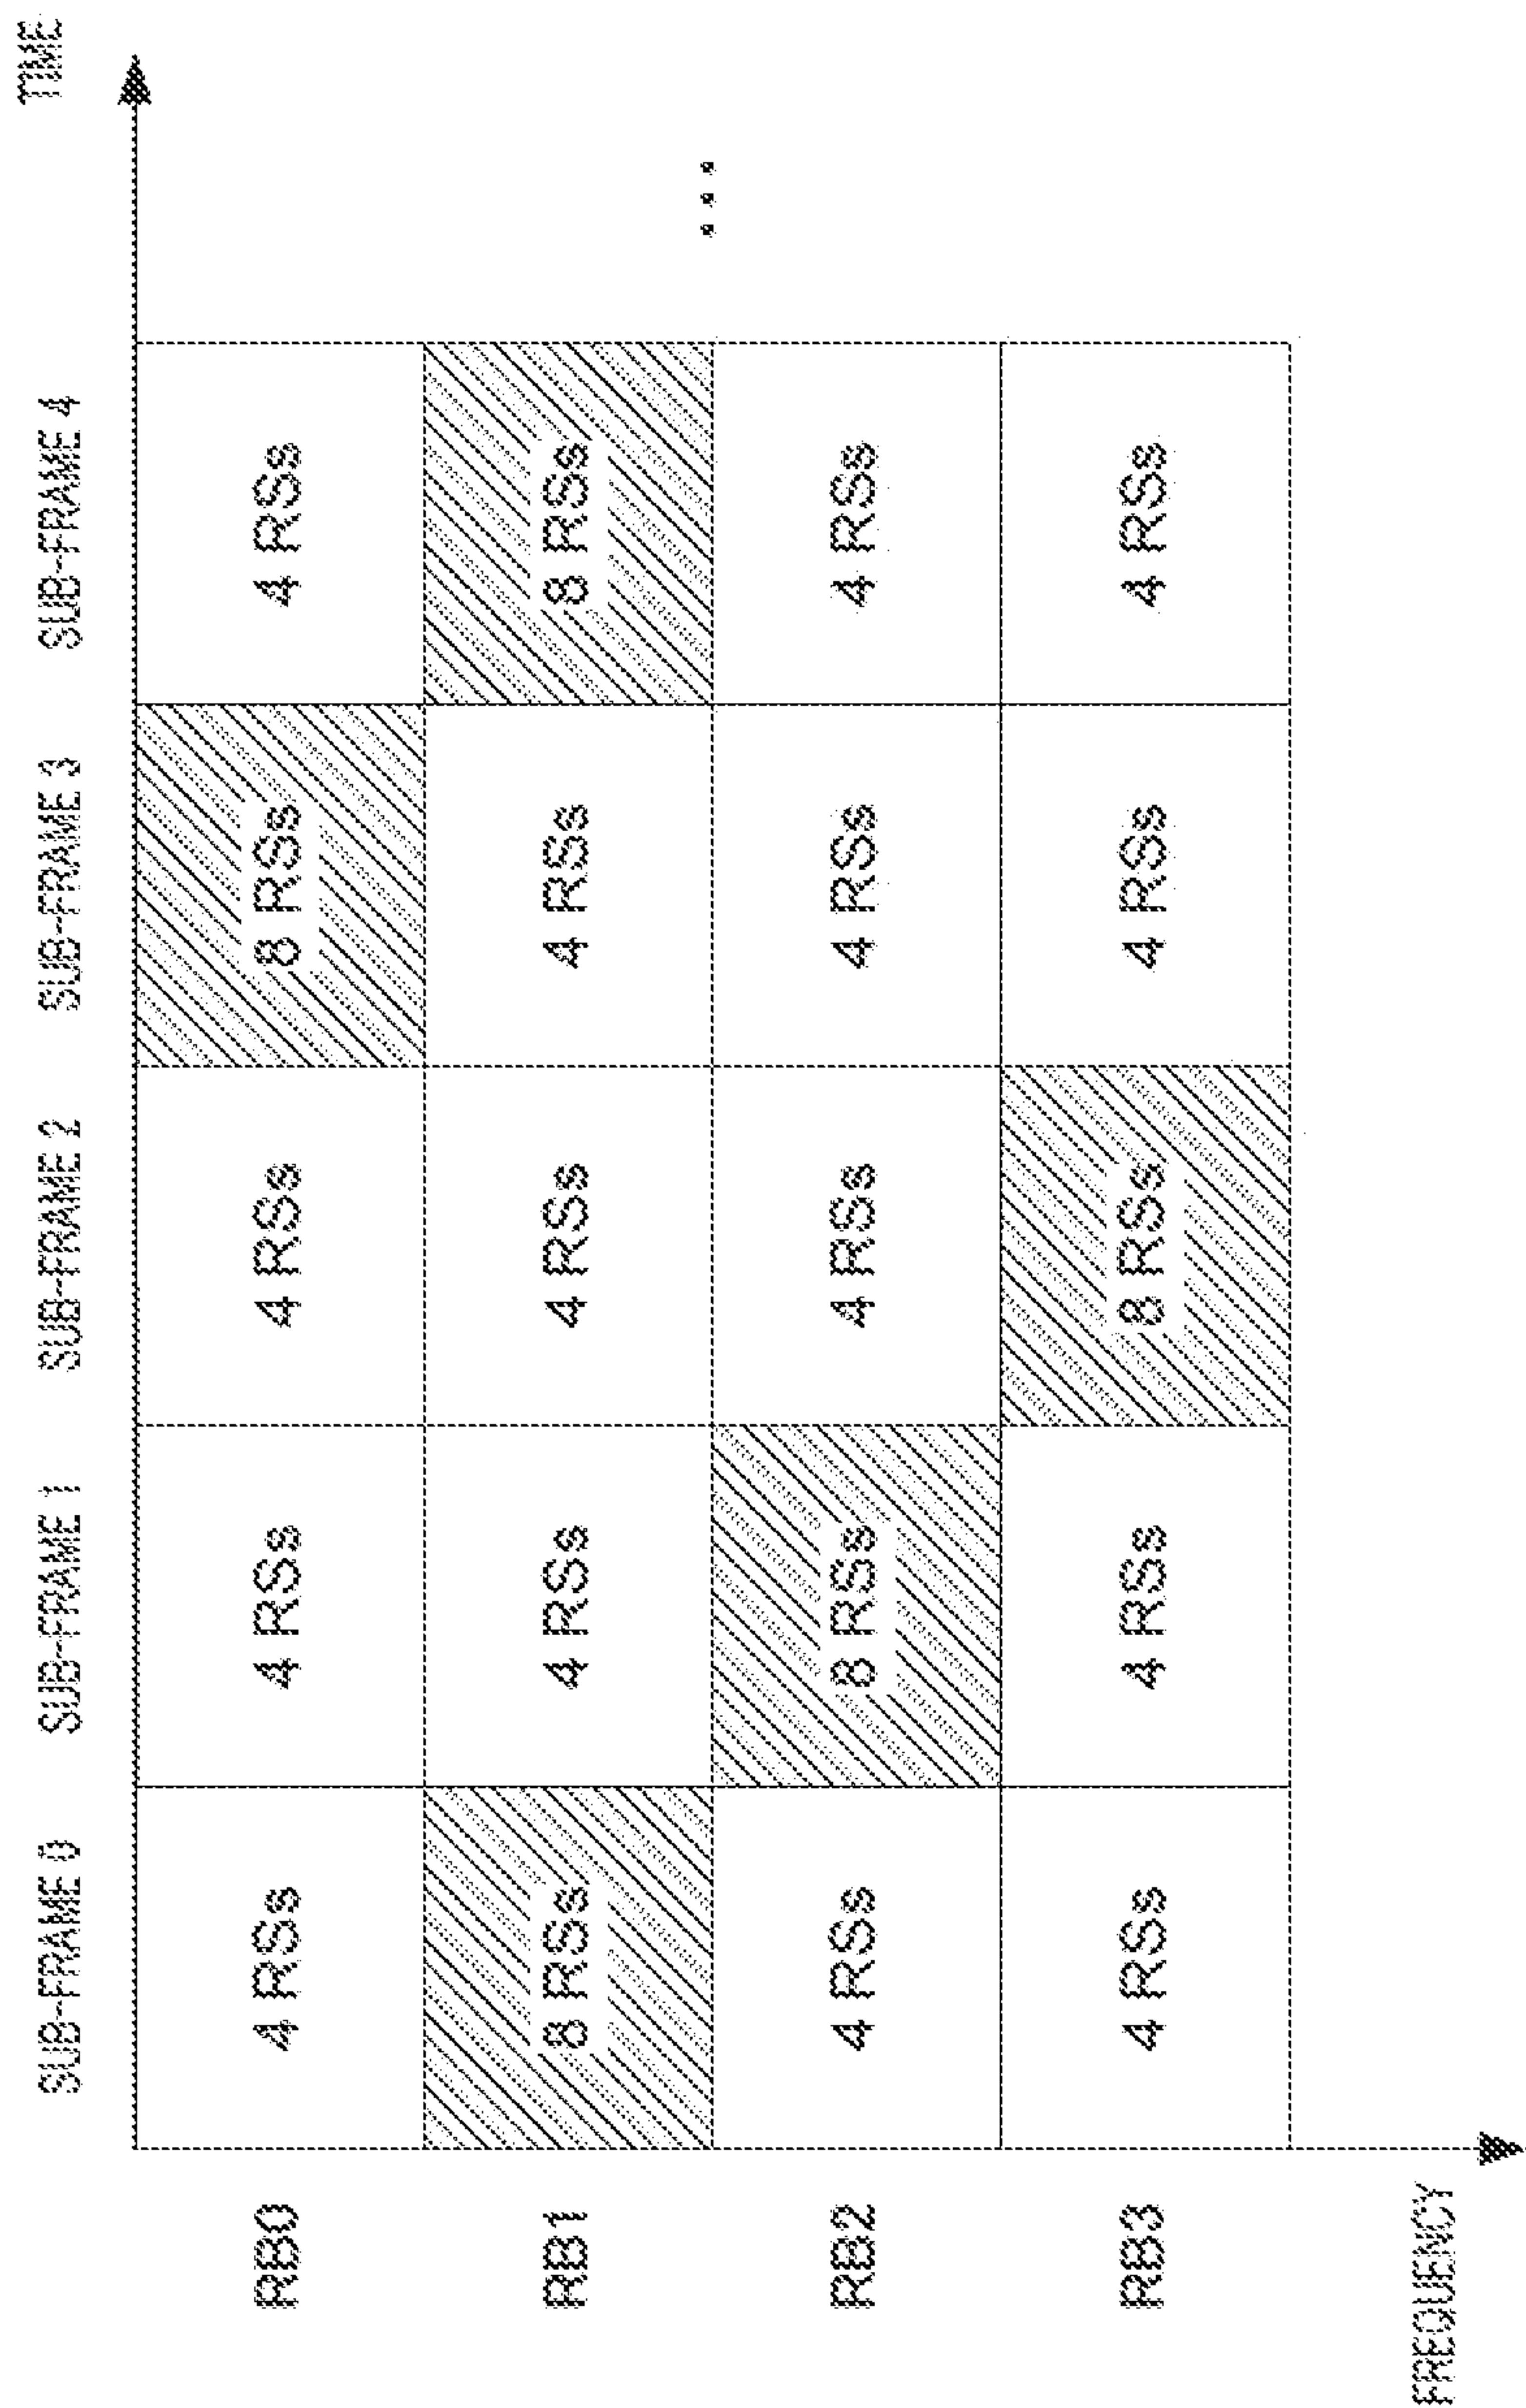 TIME
SUB-FRAME 0 SUB-FRAME 1 SUB-FRAME 2 SUB-FRAME 3 SUB-FRAME 4
RB0 4 RSs 4 RSs 4 RSs 8 RSs 4 RSs
RB1 8 RSs 4 RSs 4 RSs 4 RSs 8 RSs
...
RB2 4 RSs 8 RSs 4 RSs 4 RSs 4 RSs
RB3 4 RSs 4 RSs 8 RSs 4 RSs 4 RSs
FREQUENCY